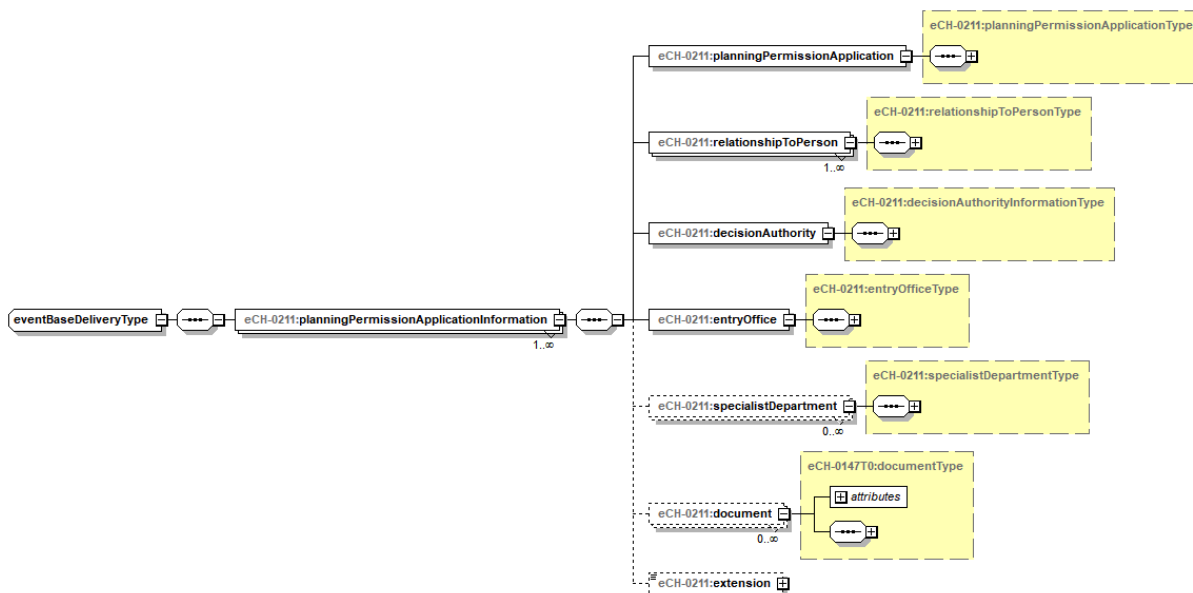 eCH-0211:planningPermissionApplicationType
eCH-0211:planningPermissionApplication
eCH-0211:relationshipToPersonType
eCH-0211:relationshipToPerson
1..∞
eCH-0211:decisionAuthorityInformationType
eCH-0211:decisionAuthority
eCH-0211:entryOfficeType
eventBaseDeliveryType
eCH-0211:planningPermissionApplicationInformation
1..∞
eCH-0211:entryOffice
eCH-0211:specialistDepartmentType
eCH-0211:specialistDepartment
0..∞
eCH-0147T0:documentType
attributes
eCH-0211:document
0..∞
eCH-0211:extension